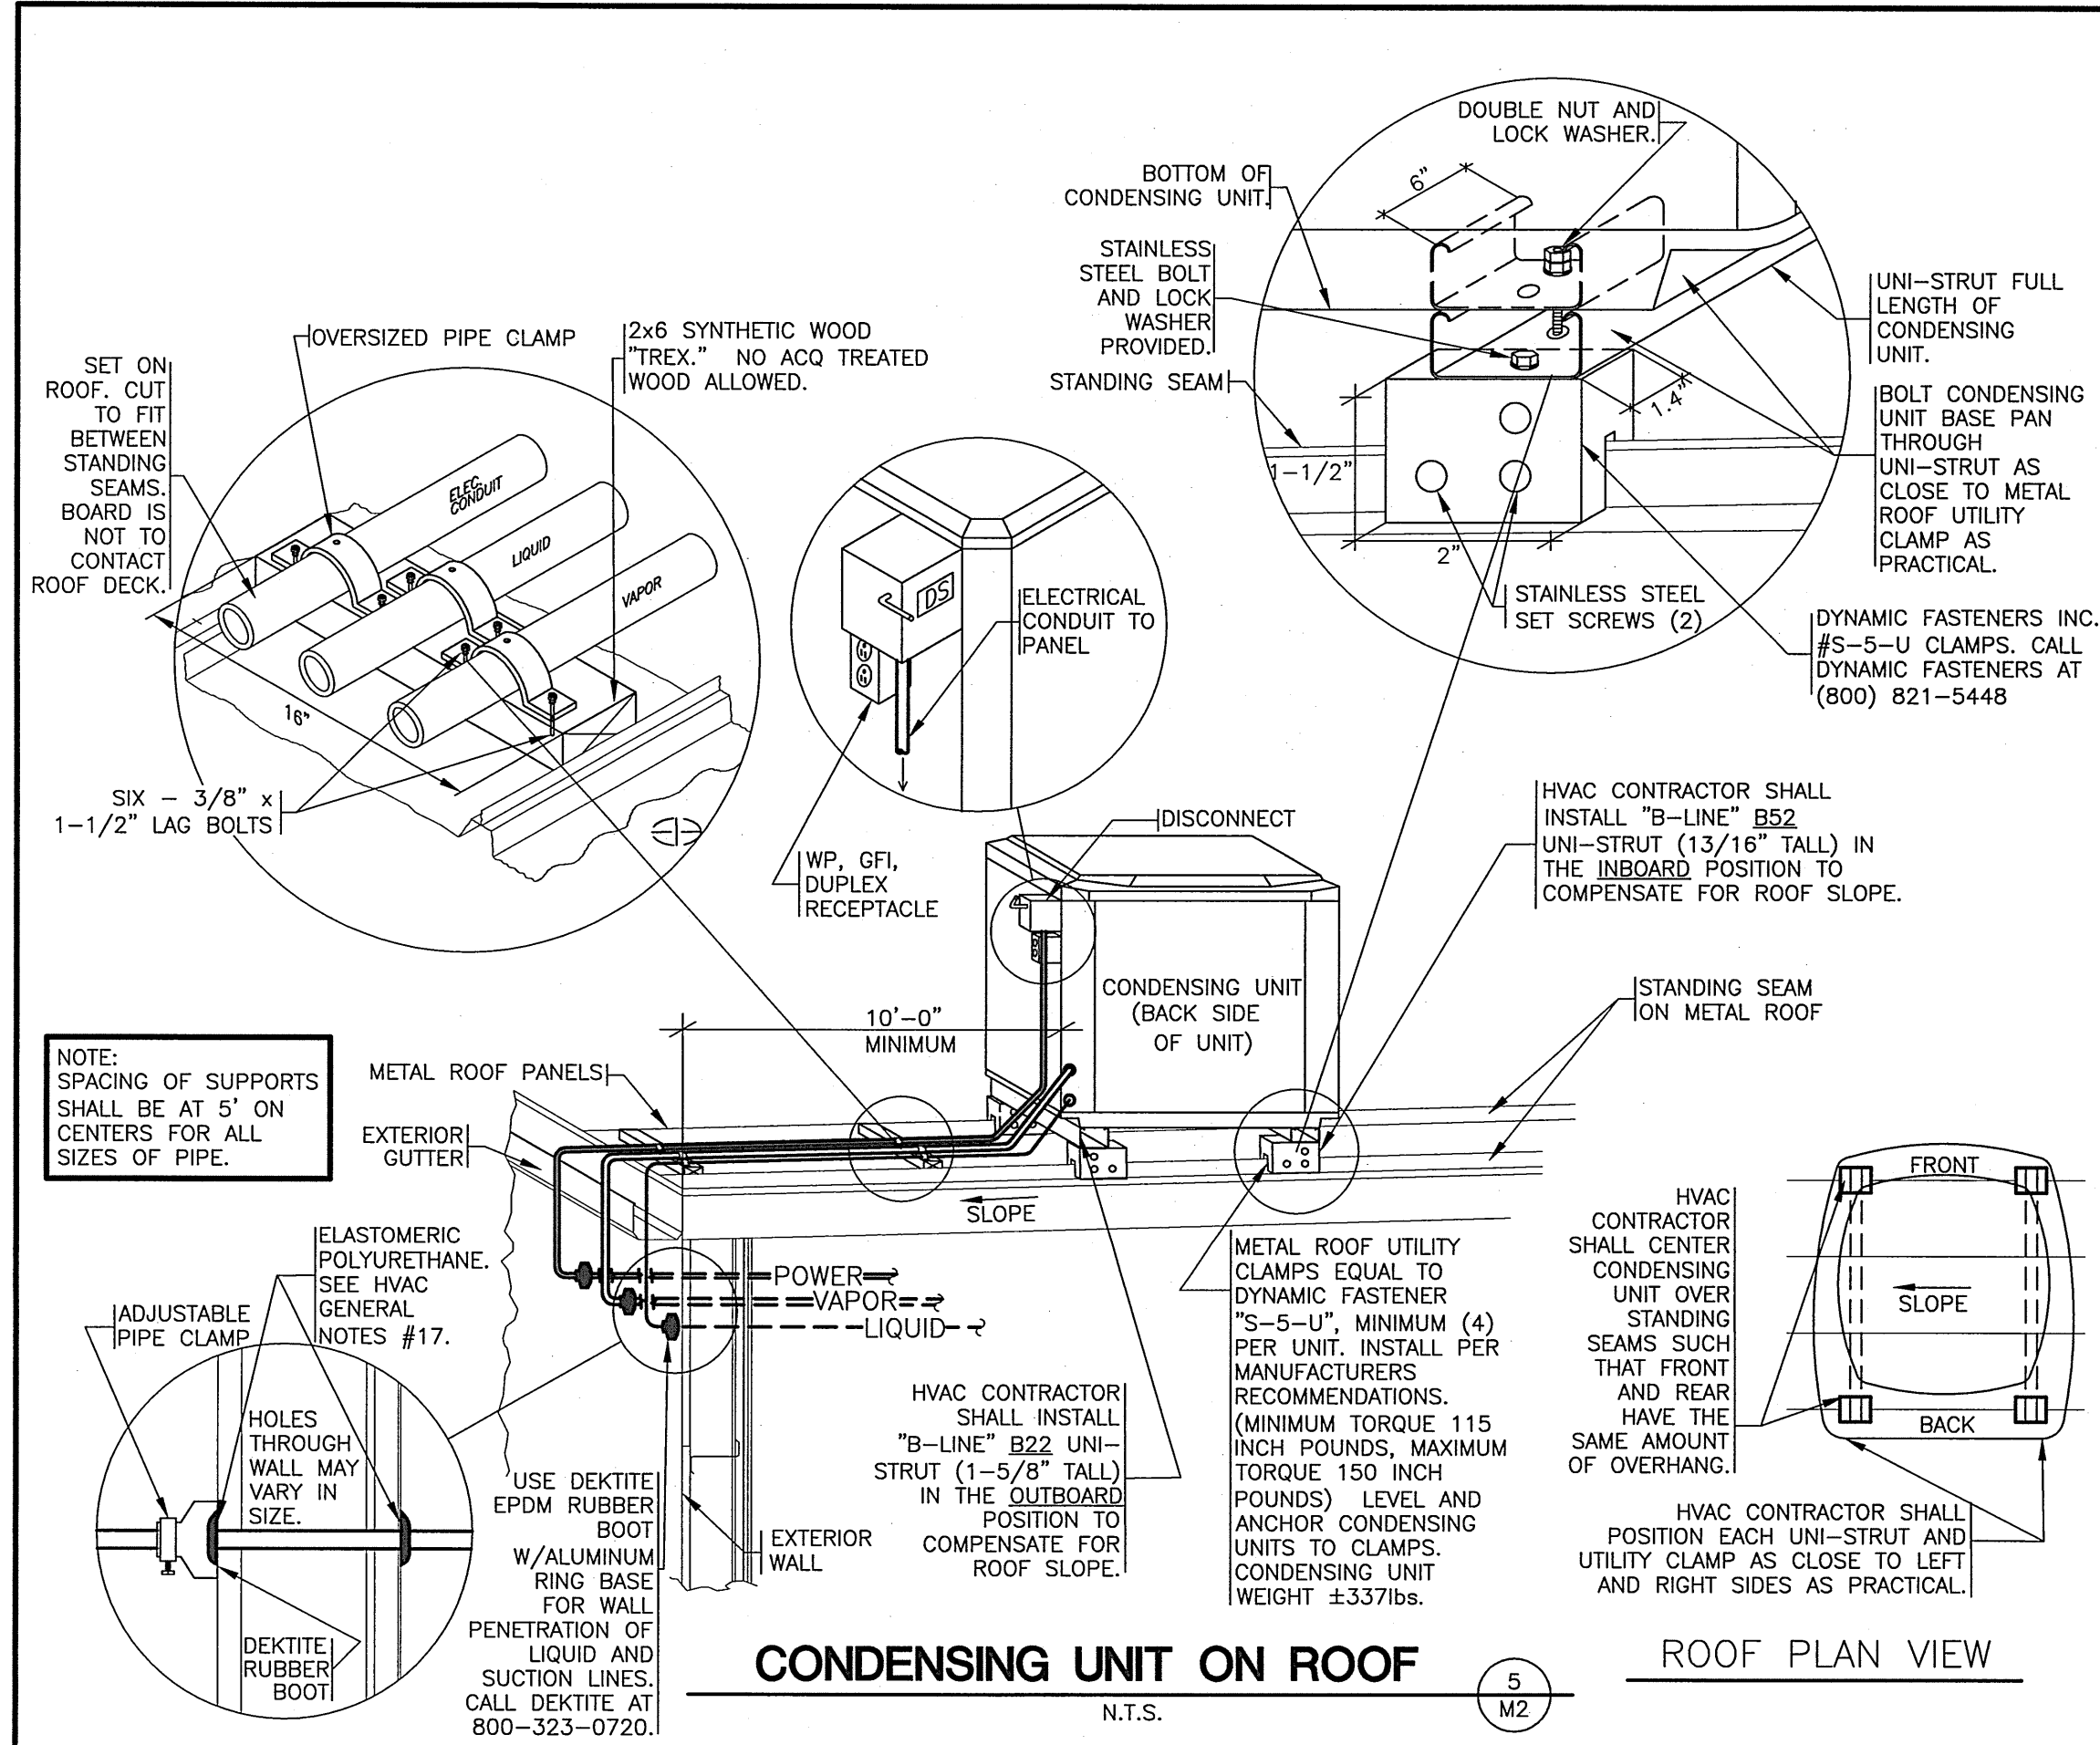 DOUBLE NUT AND
LOCK WASHER.
BOTTOM OF
CONDENSING UNIT.
6"
STAINLESS
STEEL BOLT
AND LOCK
WASHER
PROVIDED.
STANDING SEAM
UNI-STRUT FULL
LENGTH OF
CONDENSING
UNIT.
BOLT CONDENSING
UNIT BASE PAN
THROUGH
UNI-STRUT AS
CLOSE TO METAL
ROOF UTILITY
CLAMP AS
PRACTICAL.
1.4"
1-1/2"
2"
STAINLESS STEEL
SET SCREWS (2)
DYNAMIC FASTENERS INC.
#S-5-U CLAMPS. CALL
DYNAMIC FASTENERS AT
(800) 821-5448
OVERSIZED PIPE CLAMP
2x6 SYNTHETIC WOOD
"TREX." NO ACQ TREATED
WOOD ALLOWED.
SET ON
ROOF. CUT
TO FIT
BETWEEN
STANDING
SEAMS.
BOARD IS
NOT TO
CONTACT
ROOF DECK.
ELEC.
CONDUIT
LIQUID
VAPOR
16"
SIX - 3/8" x
1-1/2" LAG BOLTS
DS
ELECTRICAL
CONDUIT TO
PANEL
WP, GFI,
DUPLEX
RECEPTACLE
DISCONNECT
HVAC CONTRACTOR SHALL
INSTALL "B-LINE" B52
UNI-STRUT (13/16" TALL) IN
THE INBOARD POSITION TO
COMPENSATE FOR ROOF SLOPE.
CONDENSING UNIT
(BACK SIDE
OF UNIT)
10'-0"
MINIMUM
STANDING SEAM
ON METAL ROOF
NOTE:
SPACING OF SUPPORTS
SHALL BE AT 5' ON
CENTERS FOR ALL
SIZES OF PIPE.
METAL ROOF PANELS
EXTERIOR
GUTTER
SLOPE
POWER
VAPOR
LIQUID
ELASTOMERIC
POLYURETHANE.
SEE HVAC
GENERAL
NOTES #17.
ADJUSTABLE
PIPE CLAMP
HOLES
THROUGH
WALL MAY
VARY IN
SIZE.
DEKTITE
RUBBER
BOOT
USE DEKTITE
EPDM RUBBER
BOOT
W/ALUMINUM
RING BASE
FOR WALL
PENETRATION OF
LIQUID AND
SUCTION LINES.
CALL DEKTITE AT
800-323-0720.
EXTERIOR
WALL
HVAC CONTRACTOR
SHALL INSTALL
"B-LINE" B22 UNI-
STRUT (1-5/8" TALL)
IN THE OUTBOARD
POSITION TO
COMPENSATE FOR
ROOF SLOPE.
METAL ROOF UTILITY
CLAMPS EQUAL TO
DYNAMIC FASTENER
"S-5-U", MINIMUM (4)
PER UNIT. INSTALL PER
MANUFACTURERS
RECOMMENDATIONS.
(MINIMUM TORQUE 115
INCH POUNDS, MAXIMUM
TORQUE 150 INCH
POUNDS) LEVEL AND
ANCHOR CONDENSING
UNITS TO CLAMPS.
CONDENSING UNIT
WEIGHT ±337lbs.
HVAC
CONTRACTOR
SHALL CENTER
CONDENSING
UNIT OVER
STANDING
SEAMS SUCH
THAT FRONT
AND REAR
HAVE THE
SAME AMOUNT
OF OVERHANG.
FRONT
SLOPE
BACK
HVAC CONTRACTOR SHALL
POSITION EACH UNI-STRUT AND
UTILITY CLAMP AS CLOSE TO LEFT
AND RIGHT SIDES AS PRACTICAL.
CONDENSING UNIT ON ROOF
N.T.S.
5
M2
ROOF PLAN VIEW